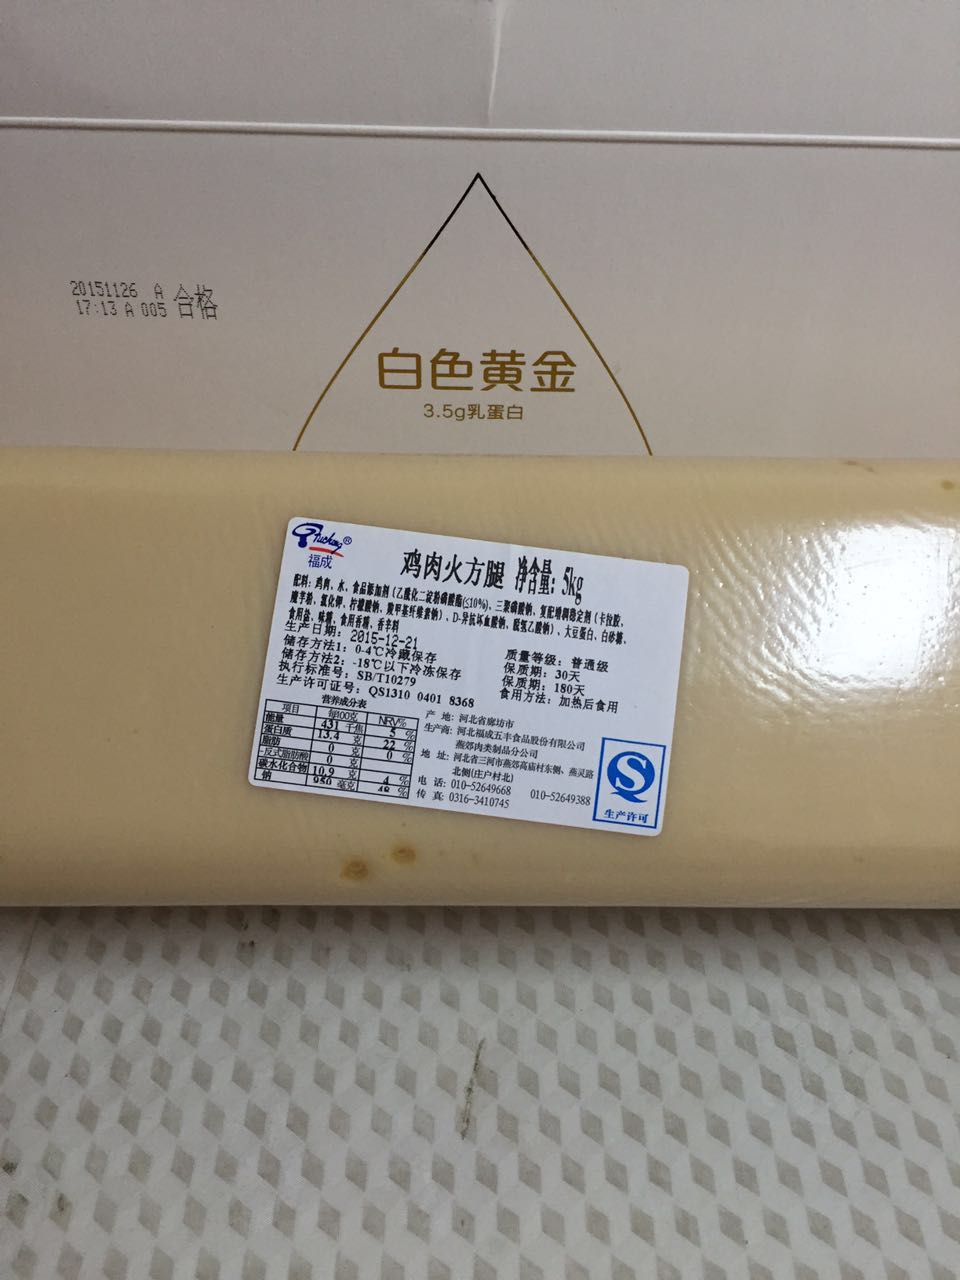 20151126 A
17:13 A 005 合格
白色黄金
3.5g乳蛋白
Fucheng®
福成
鸡肉火方腿 净含量: 5kg
配料: 鸡肉、水、食品添加剂(乙酰化二淀粉磷酸酯(≤10%)、三聚磷酸钠、复配增稠稳定剂(卡拉胶、
魔芋粉、氯化钾、柠檬酸钠、羧甲基纤维素钠)、D-异抗坏血酸钠、脱氢乙酸钠)、大豆蛋白、白砂糖、
食用盐、味精、食用香精、香辛料
生产日期: 2015-12-21
质量等级: 普通级
储存方法1: 0-4℃冷藏保存
保质期: 30天
储存方法2: -18℃以下冷冻保存
保质期: 180天
执行标准号: SB/T10279
食用方法: 加热后食用
生产许可证号: QS1310 0401 8368
营养成分表
项目 每100克 NRV%
能量 431 千焦 5 %
蛋白质 13.4 克 22 %
脂肪 0 克 0 %
-反式脂肪酸 0 克
碳水化合物 10.9 克 4 %
钠 950 毫克 48 %
产 地: 河北省廊坊市
生产商: 河北福成五丰食品股份有限公司
燕郊肉类制品分公司
地 址: 河北省三河市燕郊高庙村东侧、燕灵路
北侧(庄户村北)
电 话: 010-52649668 010-52649388
传 真: 0316-3410745
生产许可